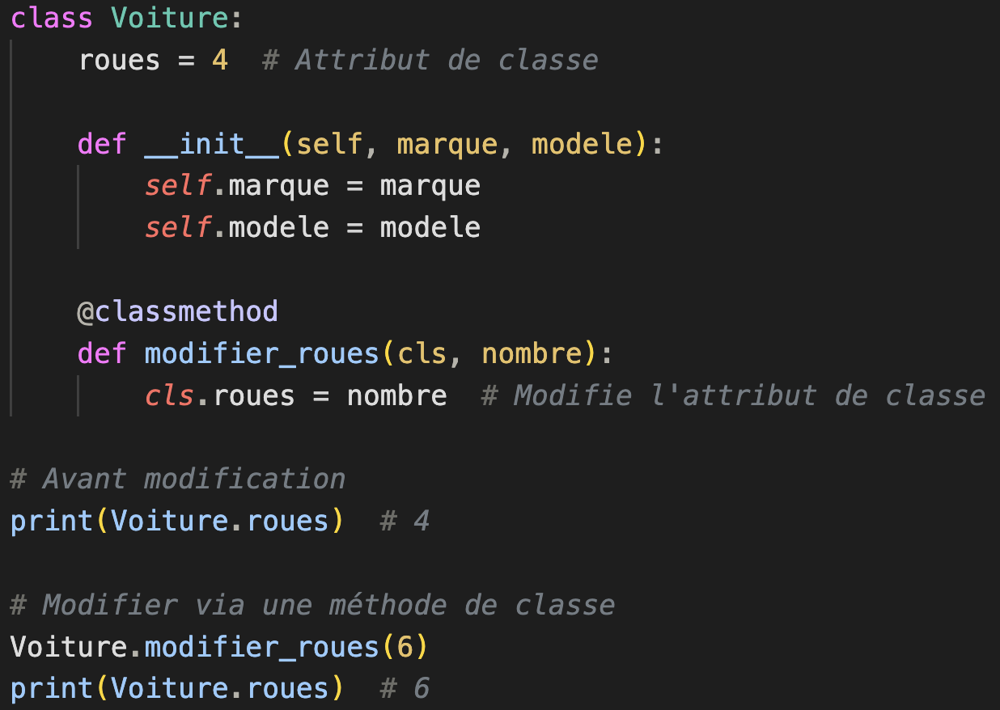 class Voiture:
    roues = 4  # Attribut de classe

    def __init__(self, marque, modele):
        self.marque = marque
        self.modele = modele

    @classmethod
    def modifier_roues(cls, nombre):
        cls.roues = nombre  # Modifie l'attribut de classe

# Avant modification
print(Voiture.roues)  # 4

# Modifier via une méthode de classe
Voiture.modifier_roues(6)
print(Voiture.roues)  # 6